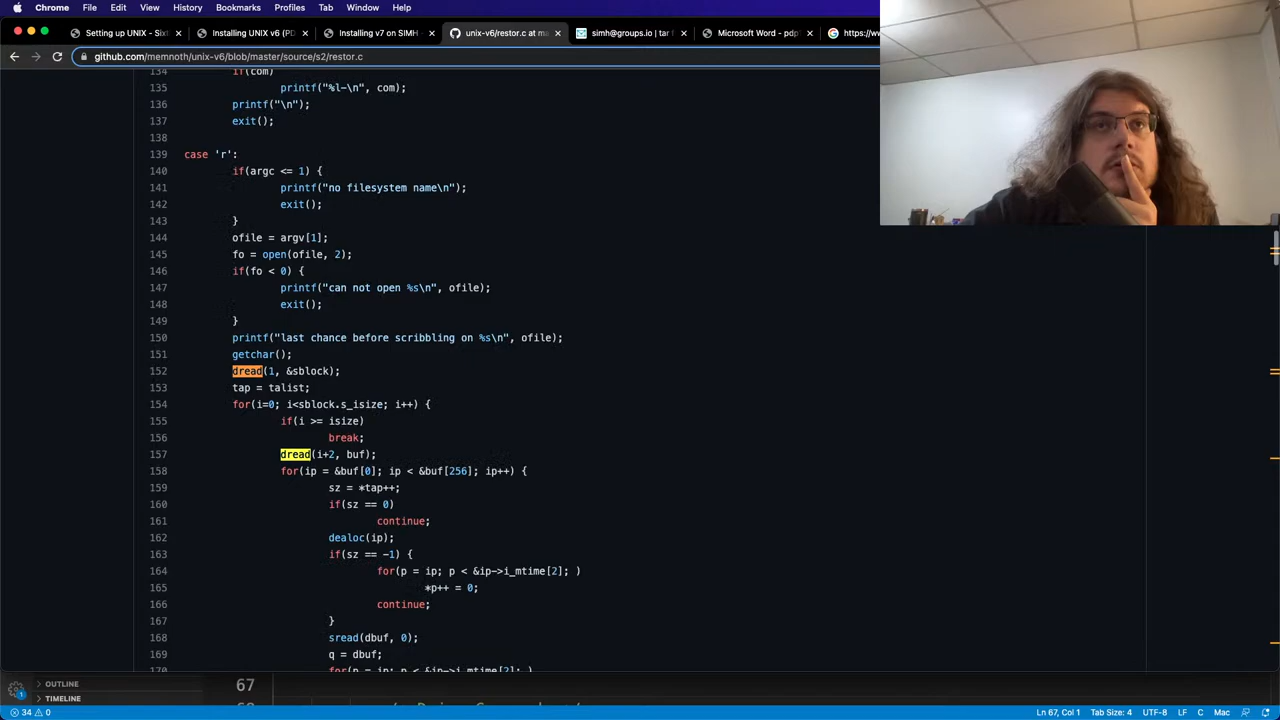 Chrome File Edit View History Bookmarks Profiles Tab Window Help
Setting up UNIX - Sixt
Installing UNIX v6 (PD
Installing v7 on SIMH
unix-v6/restor.c at ma
simh@groups.io | tar f
Microsoft Word - pdp
https://ww
github.com/memnoth/unix-v6/blob/master/source/s2/restor.c
134 if(com)
135 printf("%l—\n", com);
136 printf("\n");
137 exit();
138
139 case 'r':
140 if(argc <= 1) {
141 printf("no filesystem name\n");
142 exit();
143 }
144 ofile = argv[1];
145 fo = open(ofile, 2);
146 if(fo < 0) {
147 printf("can not open %s\n", ofile);
148 exit();
149 }
150 printf("last chance before scribbling on %s\n", ofile);
151 getchar();
152 dread(1, &sblock);
153 tap = talist;
154 for(i=0; i<sblock.s_isize; i++) {
155 if(i >= isize)
156 break;
157 dread(i+2, buf);
158 for(ip = &buf[0]; ip < &buf[256]; ip++) {
159 sz = *tap++;
160 if(sz == 0)
161 continue;
162 dealoc(ip);
163 if(sz == -1) {
164 for(p = ip; p < &ip->i_mtime[2]; )
165 *p++ = 0;
166 continue;
167 }
168 sread(dbuf, 0);
169 q = dbuf;
170 for(p = ip; p < &ip->i_mtime[2]; )
OUTLINE
TIMELINE
67
34 0
Ln 67, Col 1 Tab Size: 4 UTF-8 LF C Mac